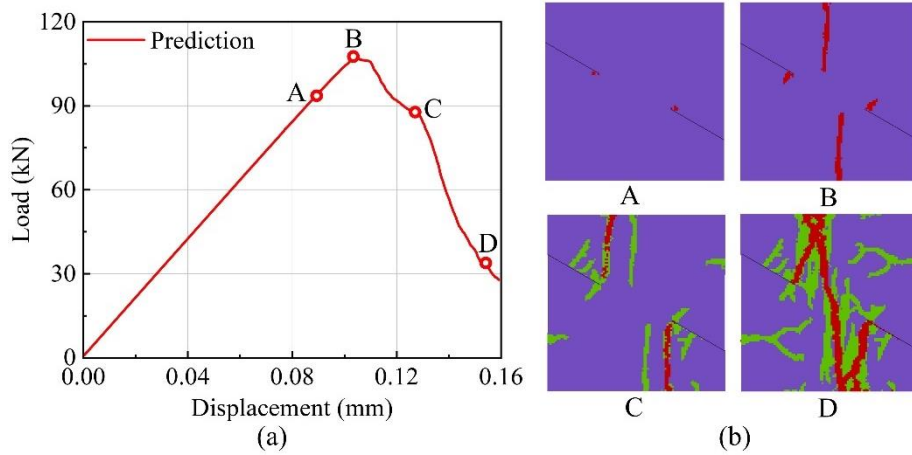 120
Prediction
B
90
A
C
Load (kN)
60
30
D
0
0.00 0.04 0.08 0.12 0.16
Displacement (mm)
(a)
A
B
C
D
(b)